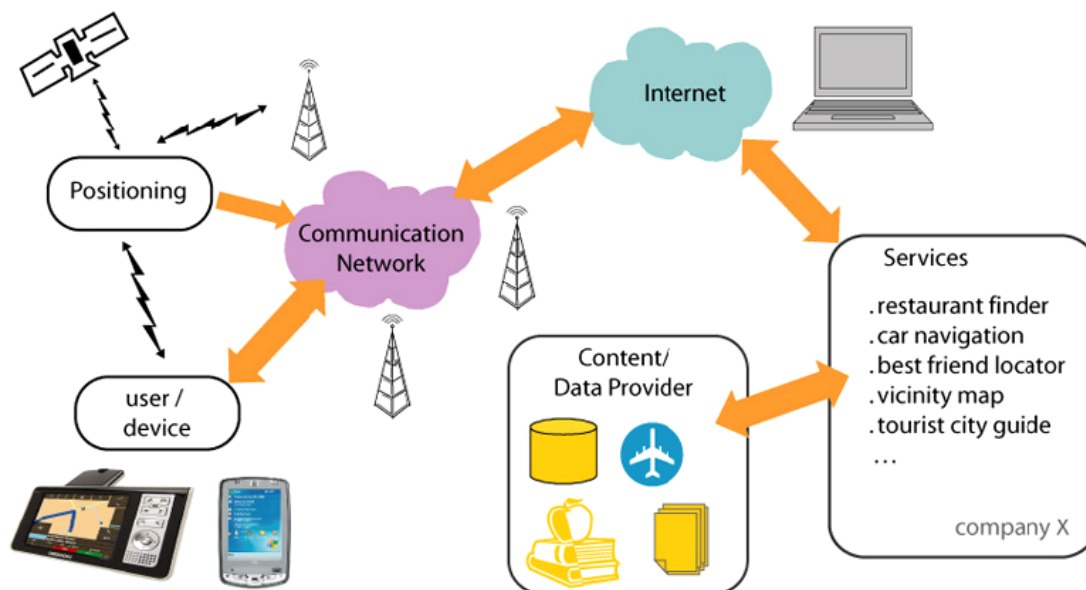 Positioning
Communication
Network
Internet
user /
device
Content/
Data Provider
Services
.restaurant finder
.car navigation
.best friend locator
.vicinity map
.tourist city guide
...
company X